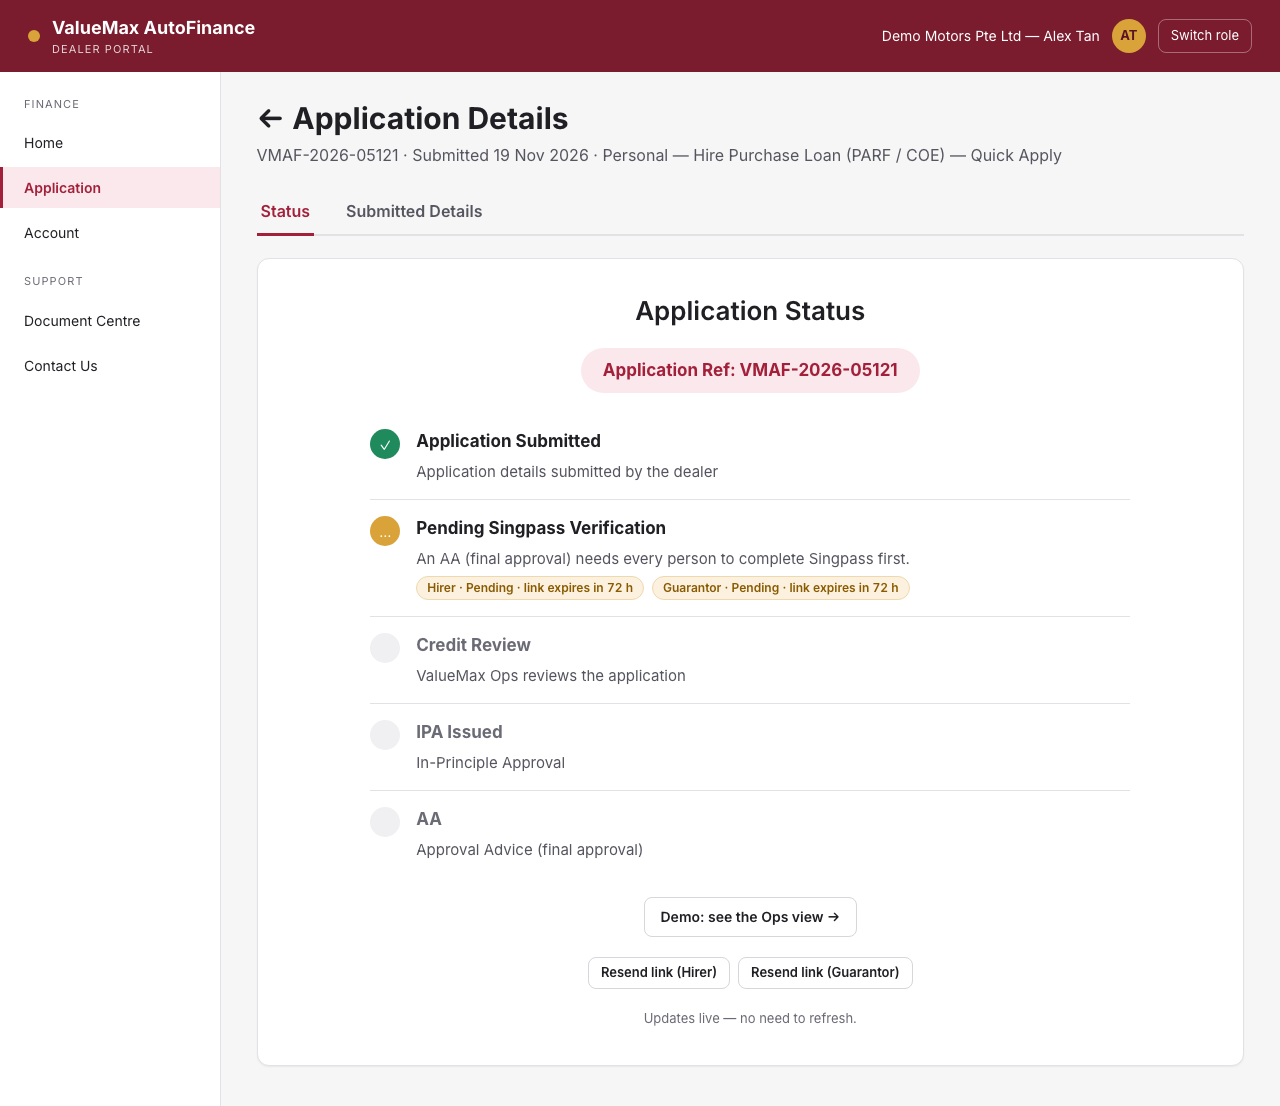 ValueMax AutoFinance
DEALER PORTAL
Demo Motors Pte Ltd — Alex Tan
AT
Switch role
FINANCE
Home
Application
Account
SUPPORT
Document Centre
Contact Us
← Application Details
VMAF-2026-05121 · Submitted 19 Nov 2026 · Personal — Hire Purchase Loan (PARF / COE) — Quick Apply
Status
Submitted Details
Application Status
Application Ref: VMAF-2026-05121
✓
Application Submitted
Application details submitted by the dealer
…
Pending Singpass Verification
An AA (final approval) needs every person to complete Singpass first.
Hirer · Pending · link expires in 72 h
Guarantor · Pending · link expires in 72 h
Credit Review
ValueMax Ops reviews the application
IPA Issued
In-Principle Approval
AA
Approval Advice (final approval)
Demo: see the Ops view →
Resend link (Hirer)
Resend link (Guarantor)
Updates live — no need to refresh.